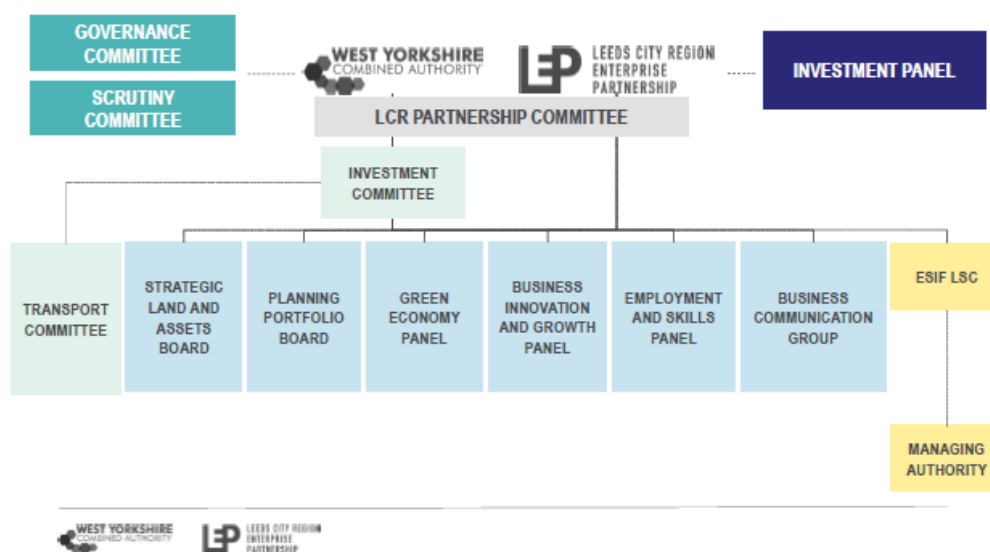 GOVERNANCE
COMMITTEE
SCRUTINY
COMMITTEE
WEST YORKSHIRE
COMBINED AUTHORITY
LEP
LEEDS CITY REGION
ENTERPRISE
PARTNERSHIP
INVESTMENT PANEL
LCR PARTNERSHIP COMMITTEE
INVESTMENT
COMMITTEE
TRANSPORT
COMMITTEE
STRATEGIC
LAND AND
ASSETS
BOARD
PLANNING
PORTFOLIO
BOARD
GREEN
ECONOMY
PANEL
BUSINESS
INNOVATION
AND GROWTH
PANEL
EMPLOYMENT
AND SKILLS
PANEL
BUSINESS
COMMUNICATION
GROUP
ESIF LSC
MANAGING
AUTHORITY
WEST YORKSHIRE
COMBINED AUTHORITY
LEP
LEEDS CITY REGION
ENTERPRISE
PARTNERSHIP